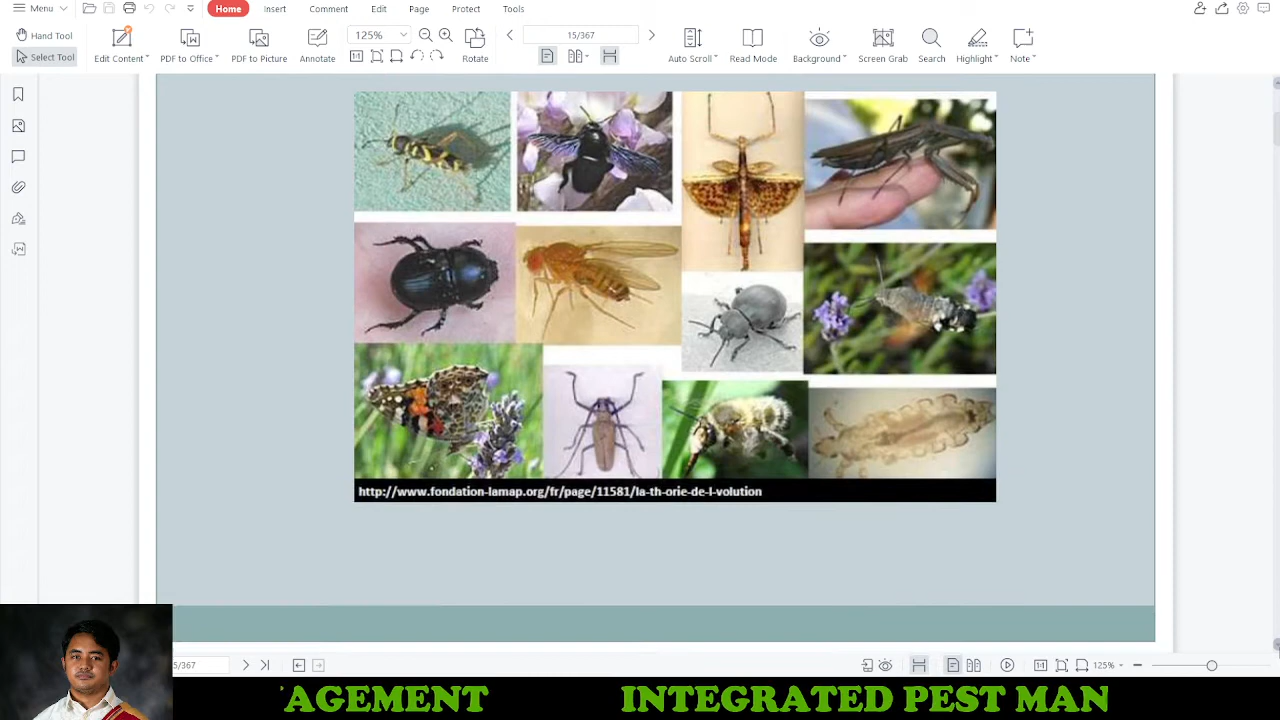 Menu
Home
Insert
Comment
Edit
Page
Protect
Tools
Hand Tool
Select Tool
Edit Content
PDF to Office
PDF to Picture
Annotate
125%
Rotate
15/367
Auto Scroll
Read Mode
Background
Screen Grab
Search
Highlight
Note
http://www.fondation-lamap.org/fr/page/11581/la-th-orie-de-l-volution
5/367
125%
AGEMENT INTEGRATED PEST MAN